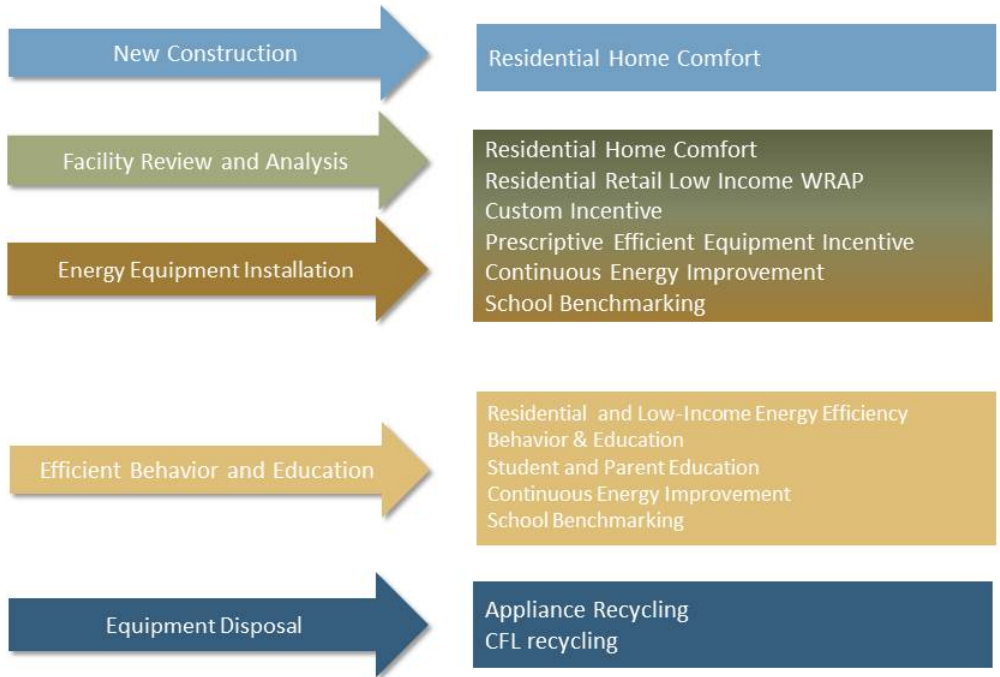 New Construction
Residential Home Comfort
Facility Review and Analysis
Energy Equipment Installation
Residential Home Comfort
Residential Retail Low Income WRAP
Custom Incentive
Prescriptive Efficient Equipment Incentive
Continuous Energy Improvement
School Benchmarking
Efficient Behavior and Education
Residential and Low-Income Energy Efficiency
Behavior & Education
Student and Parent Education
Continuous Energy Improvement
School Benchmarking
Equipment Disposal
Appliance Recycling
CFL recycling